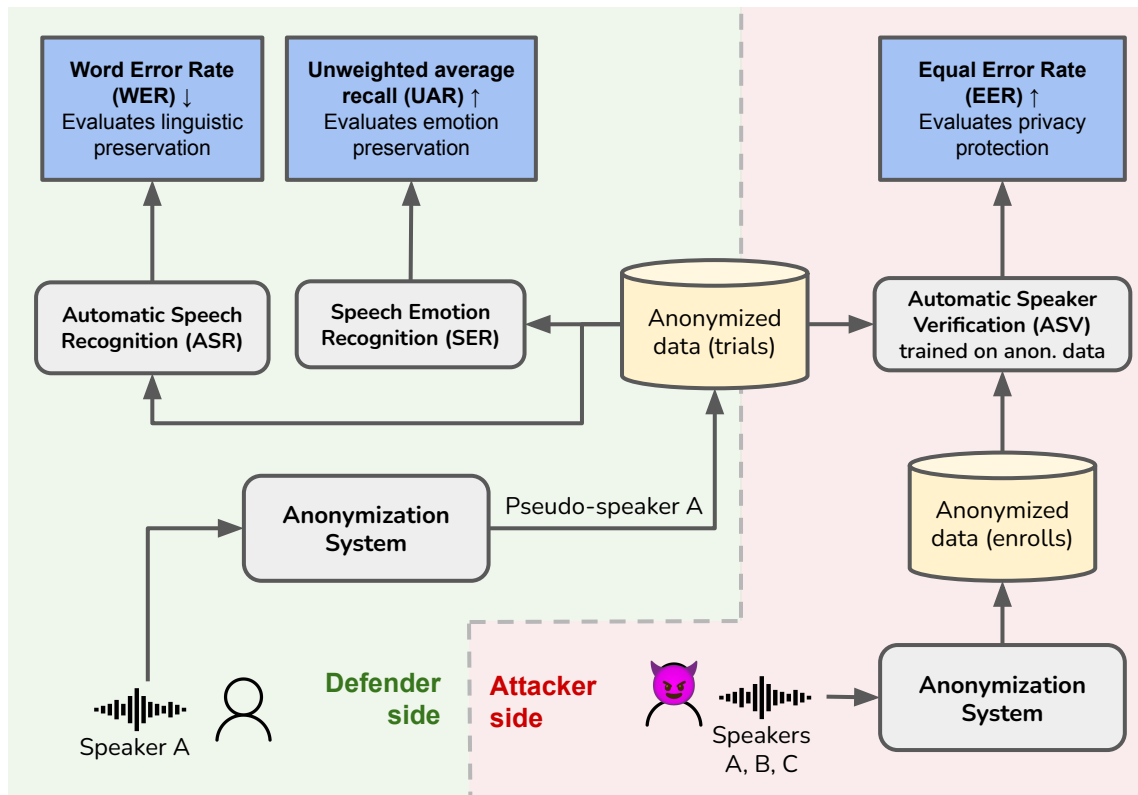 Word Error Rate
(WER) ↓
Evaluates linguistic
preservation
Unweighted average
recall (UAR) ↑
Evaluates emotion
preservation
Equal Error Rate
(EER) ↑
Evaluates privacy
protection
Automatic Speech
Recognition (ASR)
Speech Emotion
Recognition (SER)
Anonymized
data (trials)
Automatic Speaker
Verification (ASV)
trained on anon. data
Anonymization
System
Pseudo-speaker A
Anonymized
data (enrolls)
Defender
side
Attacker
side
Speaker A
Speakers
A, B, C
Anonymization
System